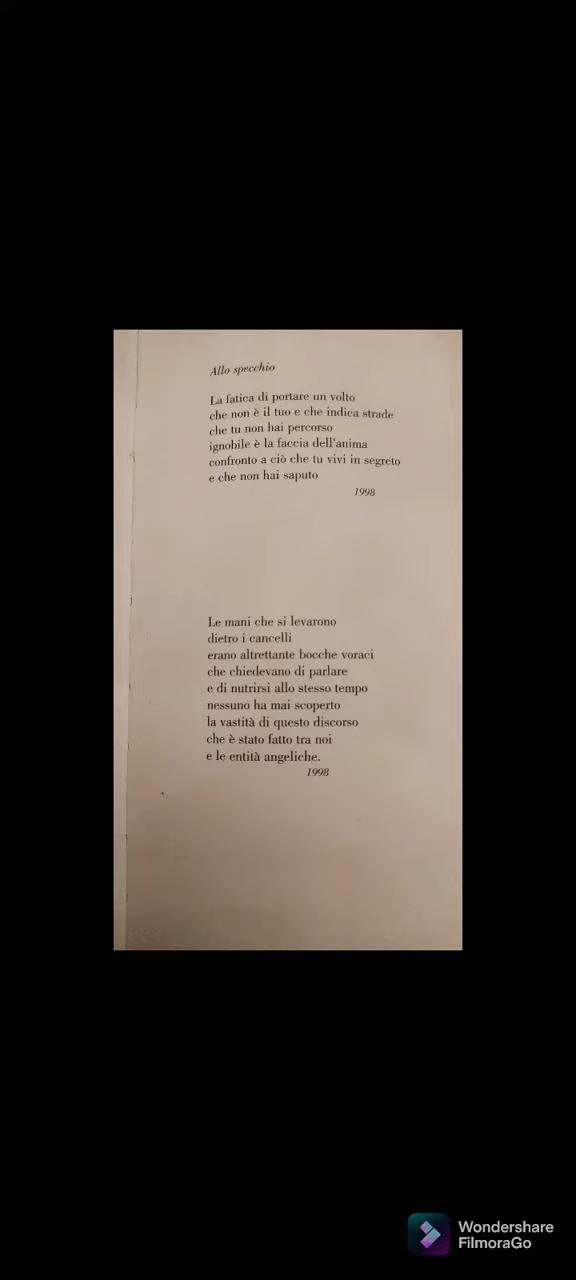 Allo specchio
La fatica di portare un volto
che non è il tuo e che indica strade
che tu non hai percorso
ignobile è la faccia dell'anima
confronto a ciò che tu vivi in segreto
e che non hai saputo
1998
Le mani che si levarono
dietro i cancelli
erano altrettante bocche voraci
che chiedevano di parlare
e di nutrirsi allo stesso tempo
nessuno ha mai scoperto
la vastità di questo discorso
che è stato fatto tra noi
e le entità angeliche.
1998
Wondershare
FilmoraGo